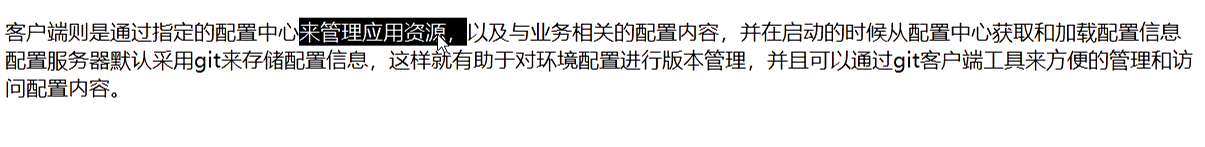 客户端则是通过指定的配置中心来管理应用资源，以及与业务相关的配置内容，并在启动的时候从配置中心获取和加载配置信息
配置服务器默认采用git来存储配置信息，这样就有助于对环境配置进行版本管理，并且可以通过git客户端工具来方便的管理和访
问配置内容。